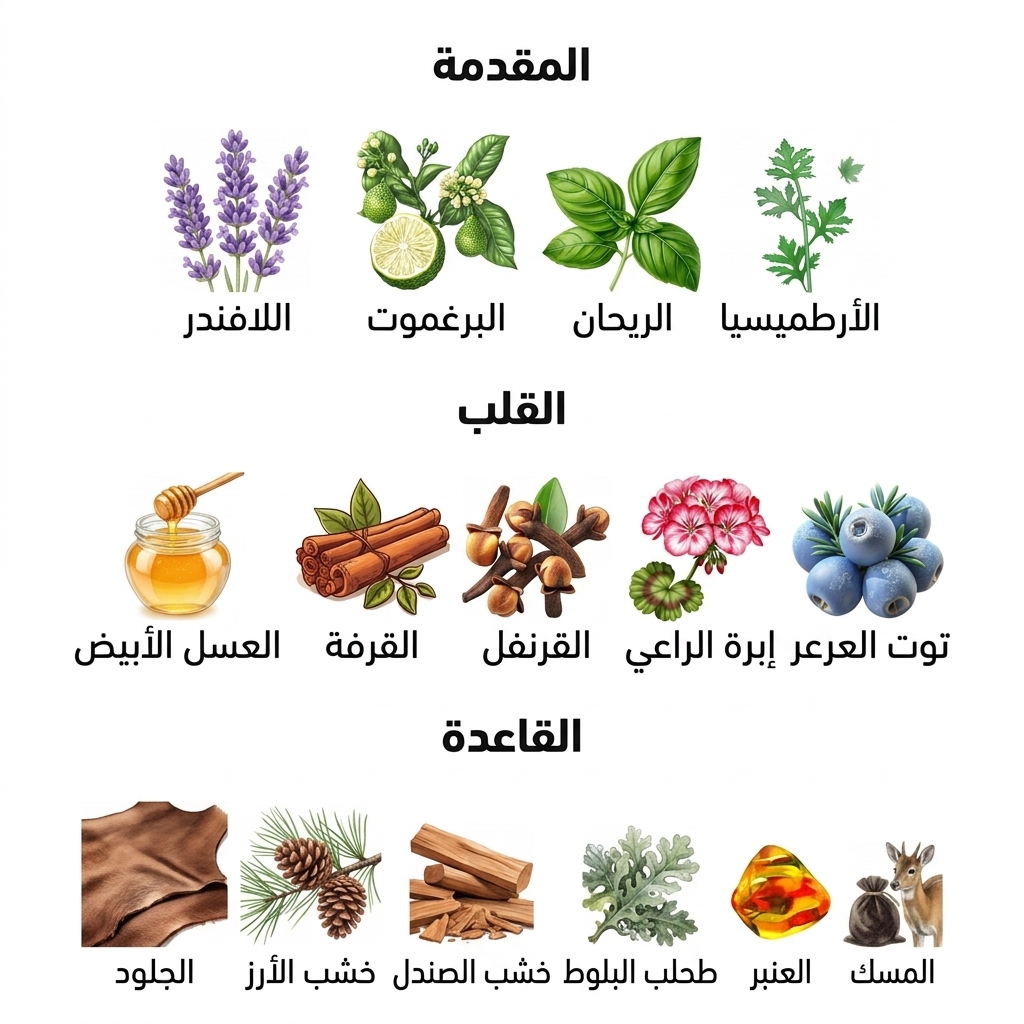 المقدمة
الأرطميسيا الريحان البرغموت اللافندر
القلب
توت العرعر إبرة الراعي القرنفل القرفة العسل الأبيض
القاعدة
المسك العنبر طحلب البلوط خشب الصندل خشب الأرز الجلود